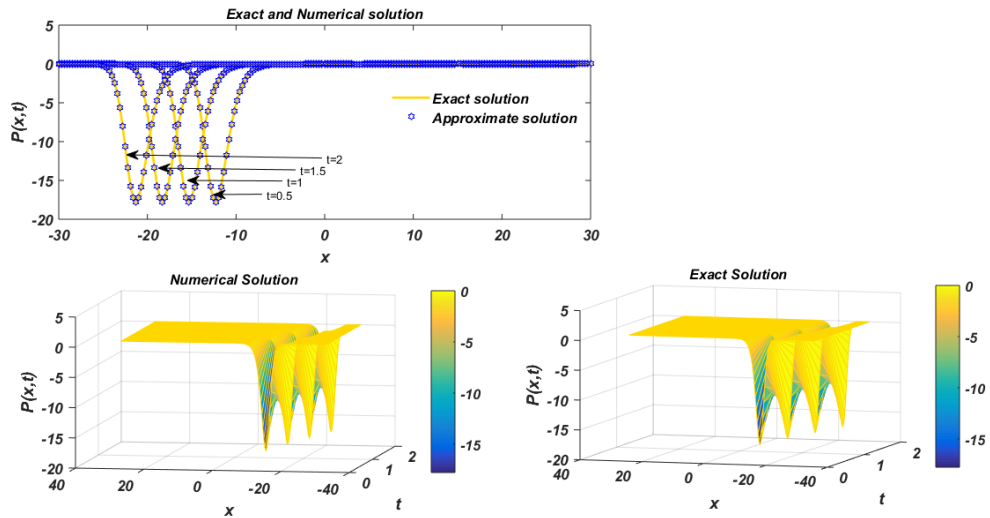 Exact and Numerical solution
5
0
-5
-10
-15
-20
P(x,t)
Exact solution
Approximate solution
t=2
t=1.5
t=1
t=0.5
-30 -20 -10 0 10 20 30
x
Numerical Solution
5
0
-5
-10
-15
-20
P(x,t)
40 20 0 -20 -40
x
0 1 2
t
0
-5
-10
-15
Exact Solution
5
0
-5
-10
-15
-20
P(x,t)
40 20 0 -20 -40
x
0 1 2
t
0
-5
-10
-15